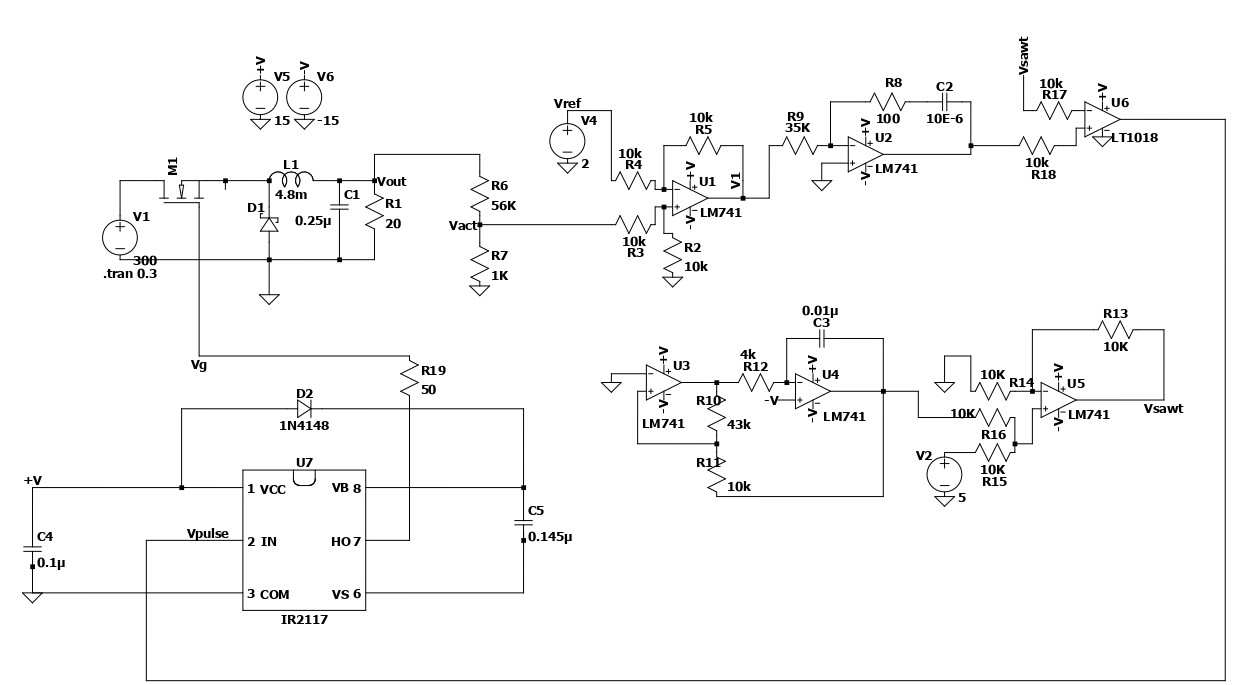 +V
V5
15
V
V6
-15
M1
L1
4.8m
Vout
C1
0.25µ
R1
20
D1
V1
300
.tran 0.3
R6
56K
Vact
R7
1K
Vref
V4
2
10k
R4
10k
R5
V
U1
LM741
-V
V1
10k
R3
R2
10k
R9
35K
R8
100
C2
10E-6
+V
U2
LM741
-V
Vsawt
10k
R17
+V
U6
LT1018
10k
R18
Vg
R19
50
D2
1N4148
U7
+V
1 VCC
VB 8
Vpulse
2 IN
HO 7
3 COM
VS 6
IR2117
C4
0.1µ
C5
0.145µ
+V
U3
LM741
-V
R10
43k
R11
10k
4k
R12
0.01µ
C3
+V
U4
-V
LM741
-V
R13
10K
10K
R14
+V
U5
LM741
-V
Vsawt
10K
R16
10K
R15
V2
5